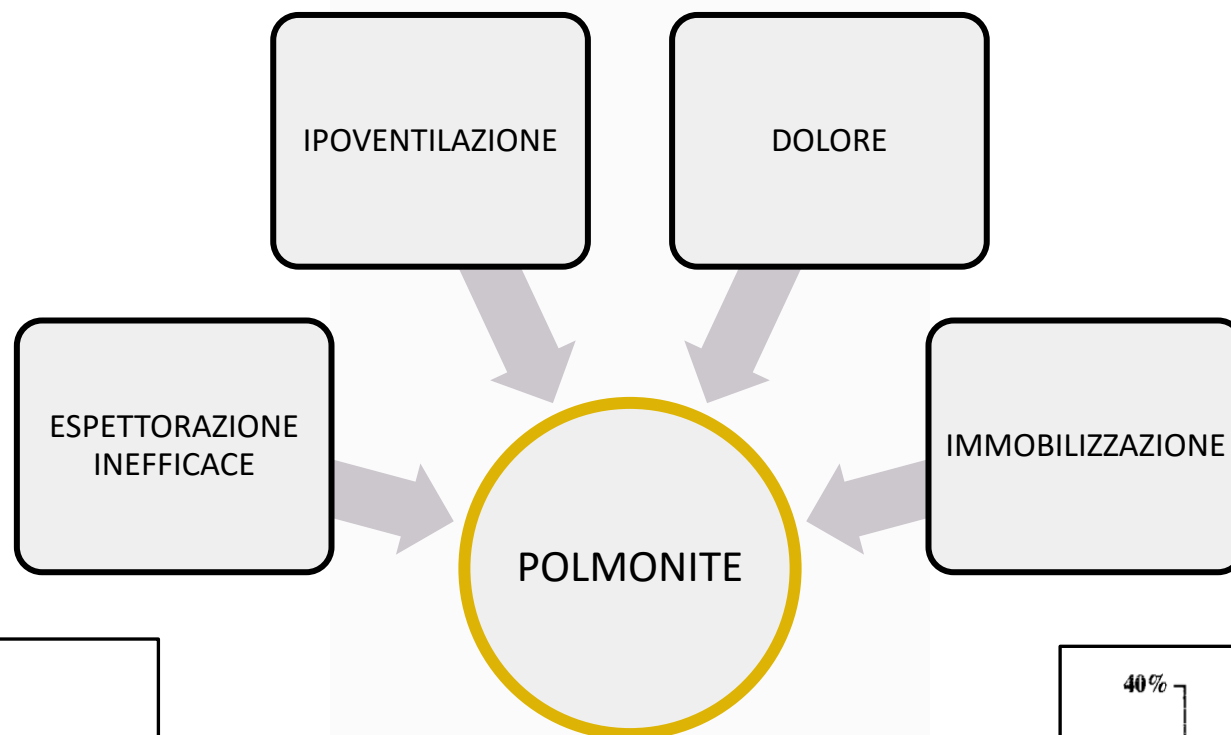 IPOVENTILAZIONE
DOLORE
ESPETTORAZIONE
INEFFICACE
IMMOBILIZZAZIONE
POLMONITE
40%